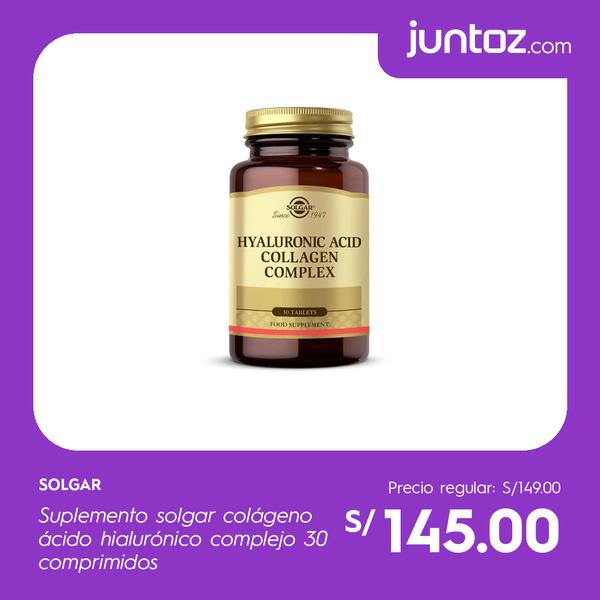 juntoz.com
SOLGAR
Since 1947
HYALURONIC ACID
COLLAGEN
COMPLEX
30 TABLETS
FOOD SUPPLEMENT
SOLGAR
Suplemento solgar colágeno
ácido hialurónico complejo 30
comprimidos
Precio regular: S/149.00
S/ 145.00